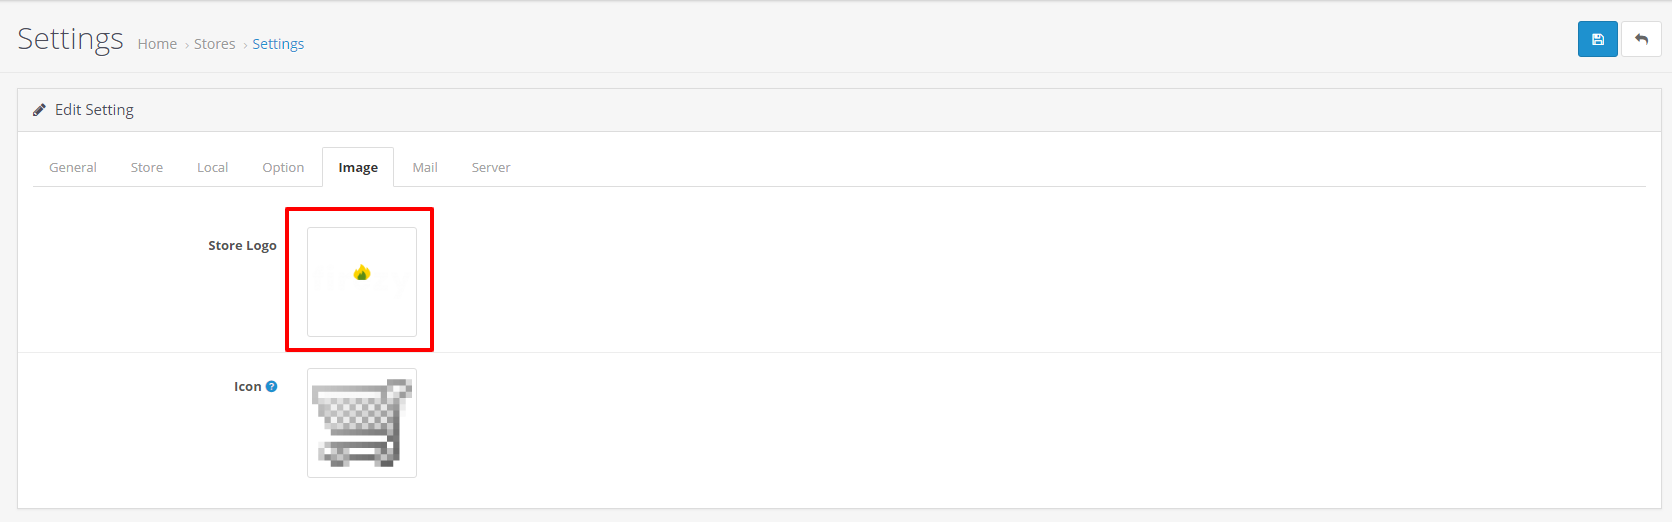 Settings Home › Stores › Settings
Edit Setting
General Store Local Option Image Mail Server
Store Logo
Icon ?